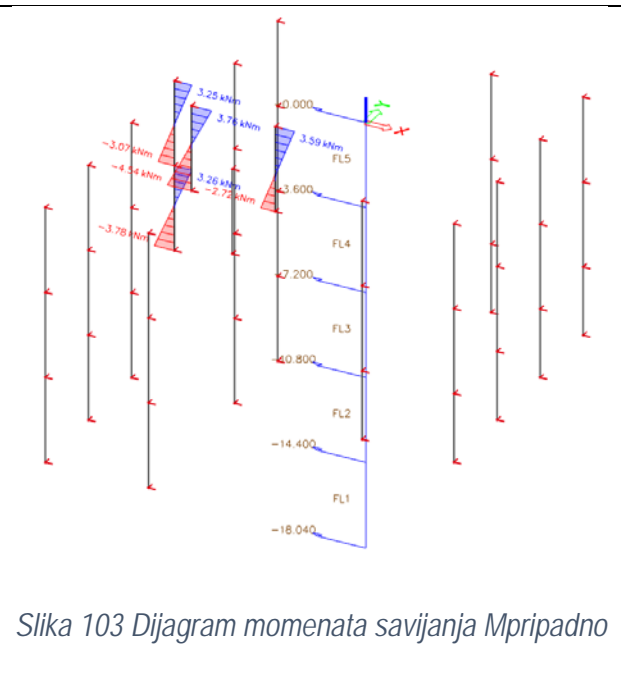 0.000
3.25 kNm
3.76 kNm
3.59 kNm
Y
X
FL5
-3.07 kNm
-4.54 kNm
3.26 kNm
-2.72 kNm
-3.600
-3.78 kNm
FL4
-7.200
FL3
-10.800
FL2
-14.400
FL1
-18.040
Slika 103 Dijagram momenata savijanja Mpripadno